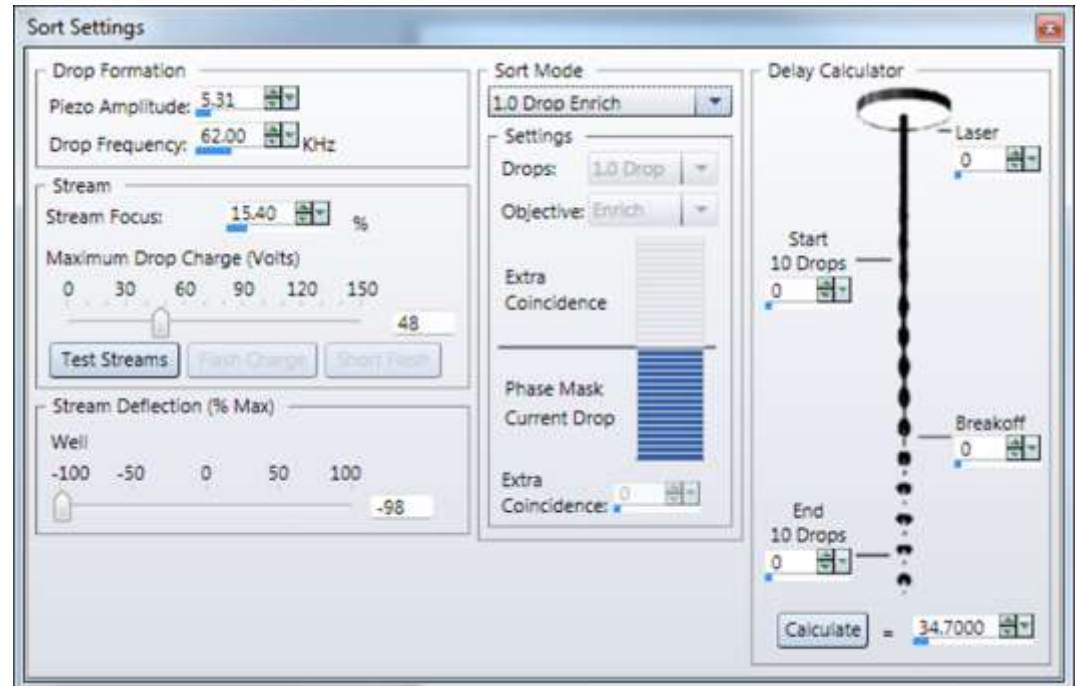 Sort Settings
Drop Formation
Piezo Amplitude: 5.31
Drop Frequency: 62.00 KHz
Stream
Stream Focus: 15.40 %
Maximum Drop Charge (Volts)
0 30 60 90 120 150
48
Test Streams Flash Charge Short Flash
Stream Deflection (% Max)
Well
-100 -50 0 50 100
-98
Sort Mode
1.0 Drop Enrich
Settings
Drops: 1.0 Drop
Objective: Enrich
Extra
Coincidence
Phase Mask
Current Drop
Extra
Coincidence: 0
Delay Calculator
Laser
0
Start
10 Drops
0
Breakoff
0
End
10 Drops
0
Calculate = 34.7000